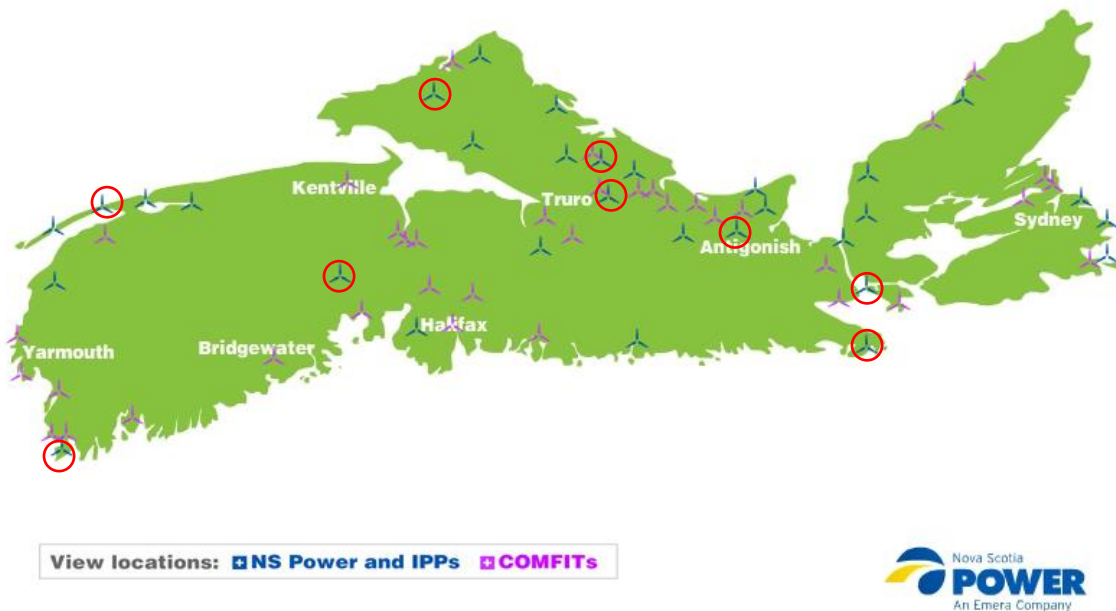 Kentville
Truro
Sydney
Antigonish
Halifax
Yarmouth
Bridgewater
View locations: NS Power and IPPs COMFITs
Nova Scotia
POWER
An Emera Company